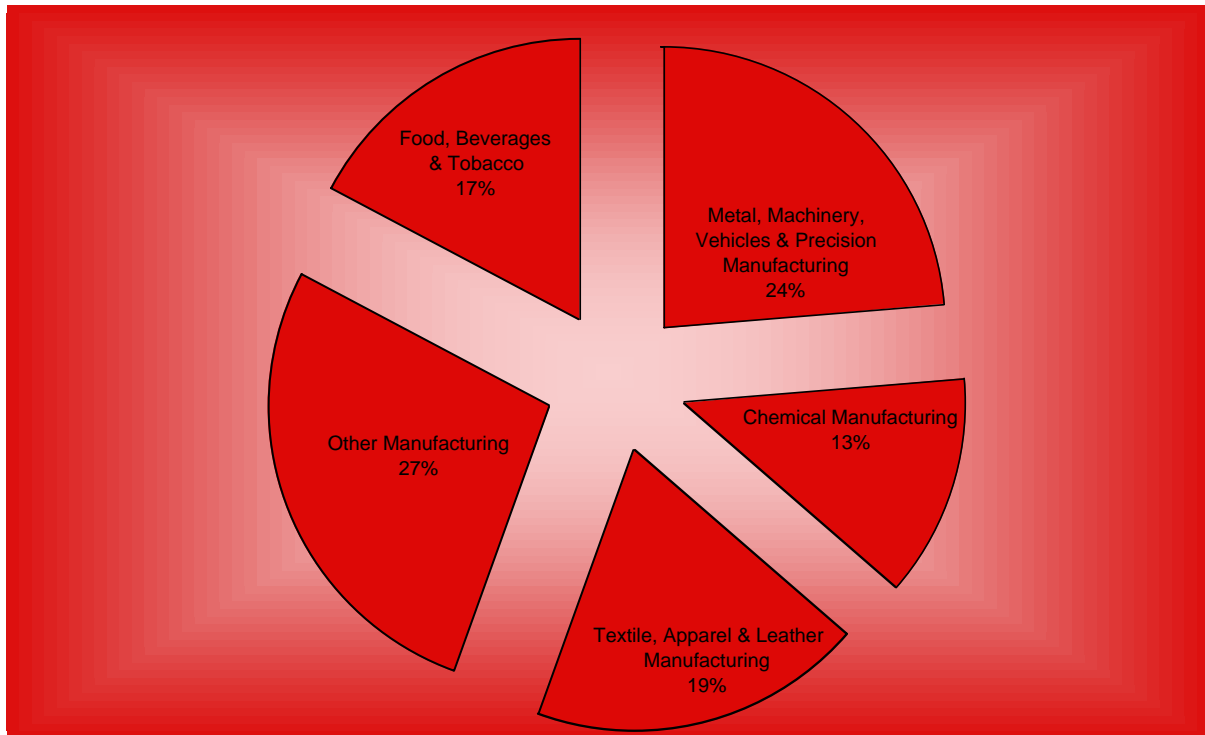 Food, Beverages
& Tobacco
17%
Metal, Machinery,
Vehicles & Precision
Manufacturing
24%
Chemical Manufacturing
13%
Other Manufacturing
27%
Textile, Apparel & Leather
Manufacturing
19%